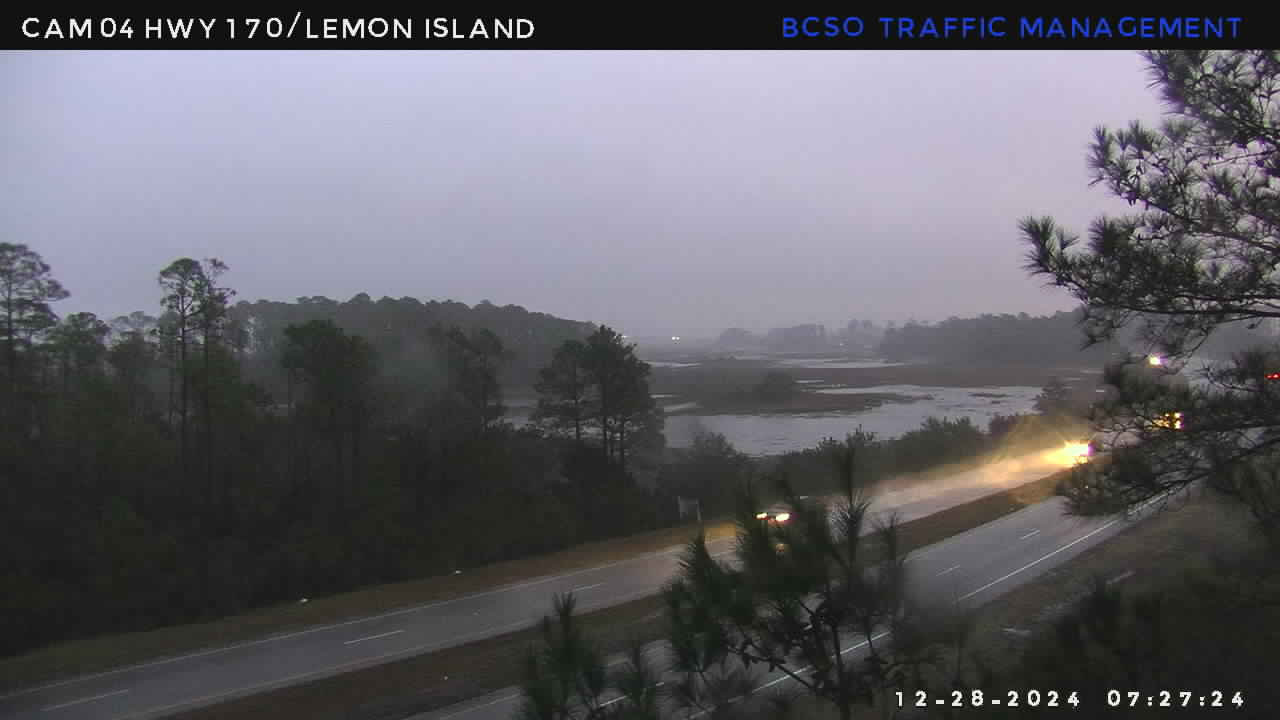 CAM04 HWY170/LEMON ISLAND
BCSO TRAFFIC MANAGEMENT
12-28-2024 07:27:24